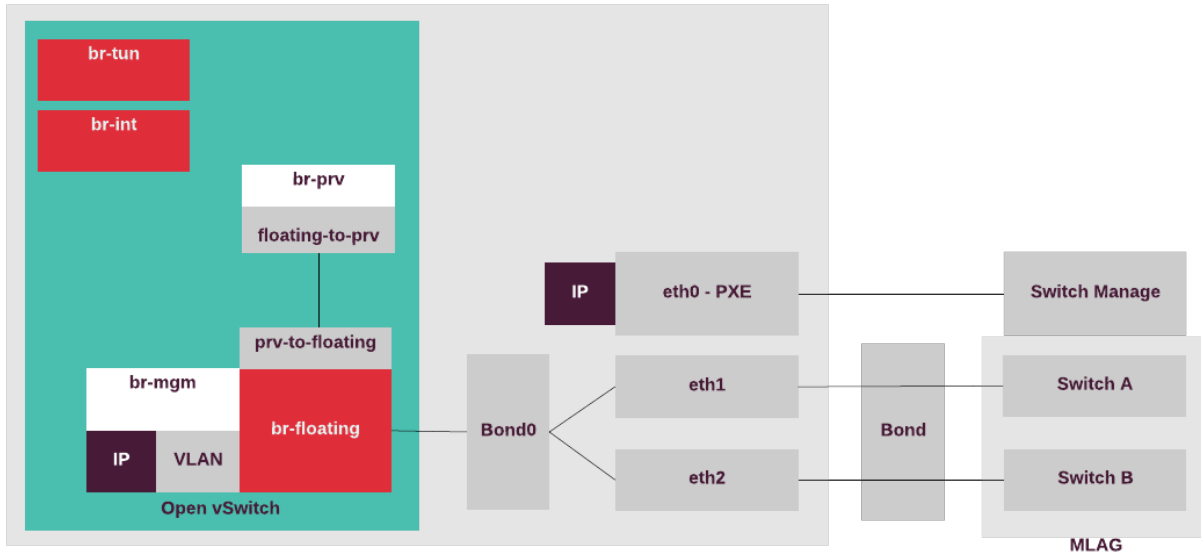 br-tun
br-int
br-prv
floating-to-prv
IP
eth0 - PXE
Switch Manage
prv-to-floating
br-mgm
br-floating
IP
VLAN
Open vSwitch
Bond0
eth1
eth2
Bond
Switch A
Switch B
MLAG